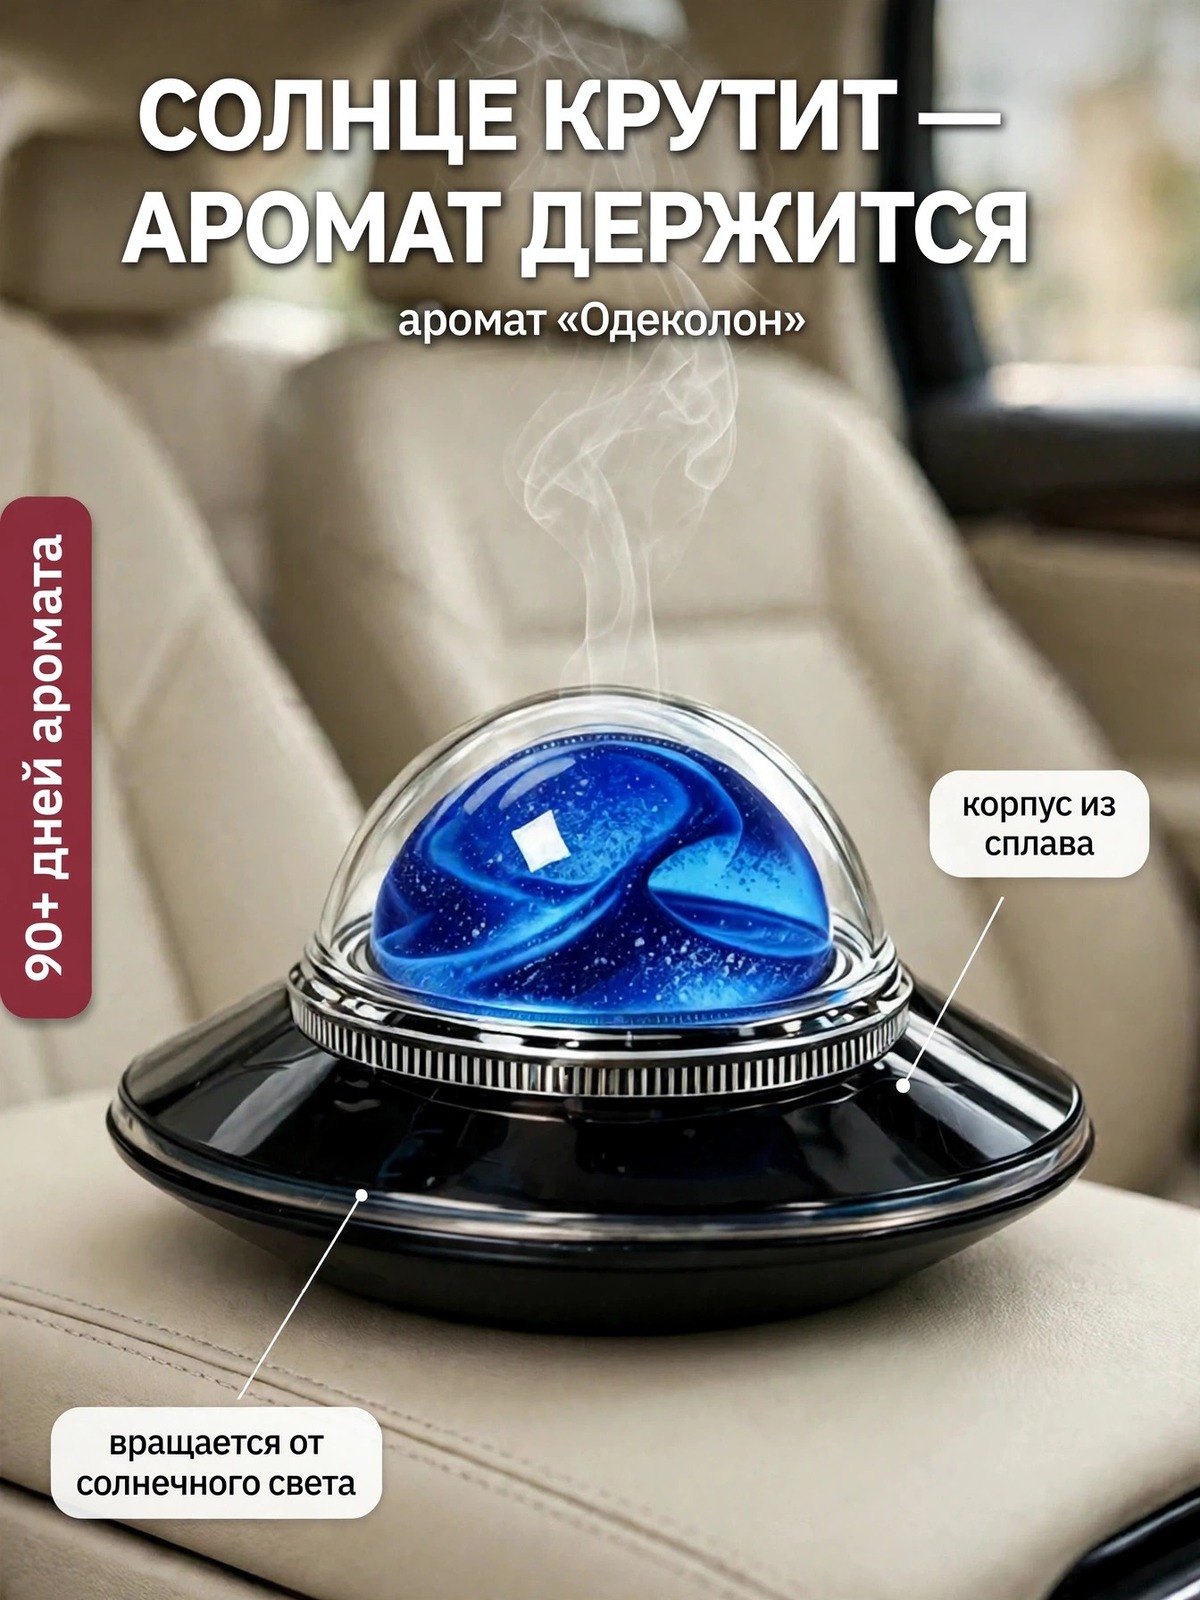 СОЛНЦЕ КРУТИТ —
АРОМАТ ДЕРЖИТСЯ
аромат «Одеколон»
90+ дней аромата
корпус из
сплава
вращается от
солнечного света